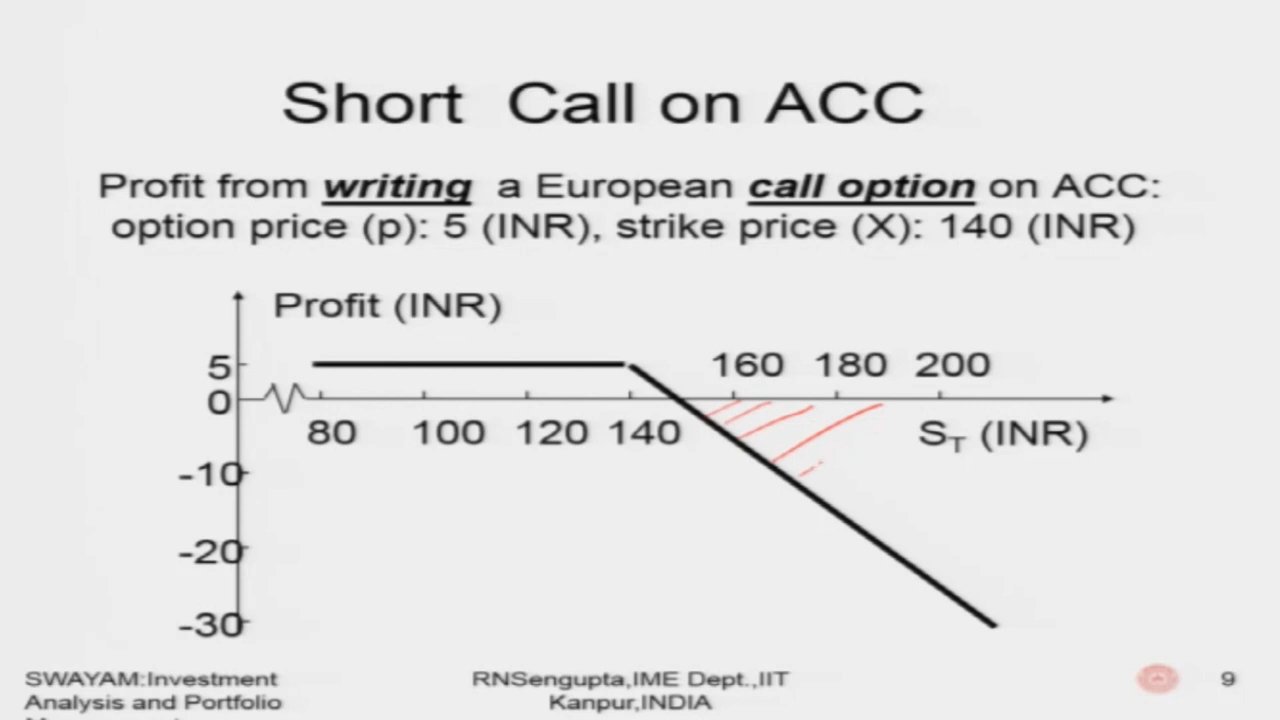 Short Call on ACC
Profit from writing a European call option on ACC:
option price (p): 5 (INR), strike price (X): 140 (INR)
Profit (INR)
5
160 180 200
0
80 100 120 140
S_T (INR)
-10
-20
-30
SWAYAM:Investment
Analysis and Portfolio
RNSengupta,IME Dept.,IIT
Kanpur,INDIA
9